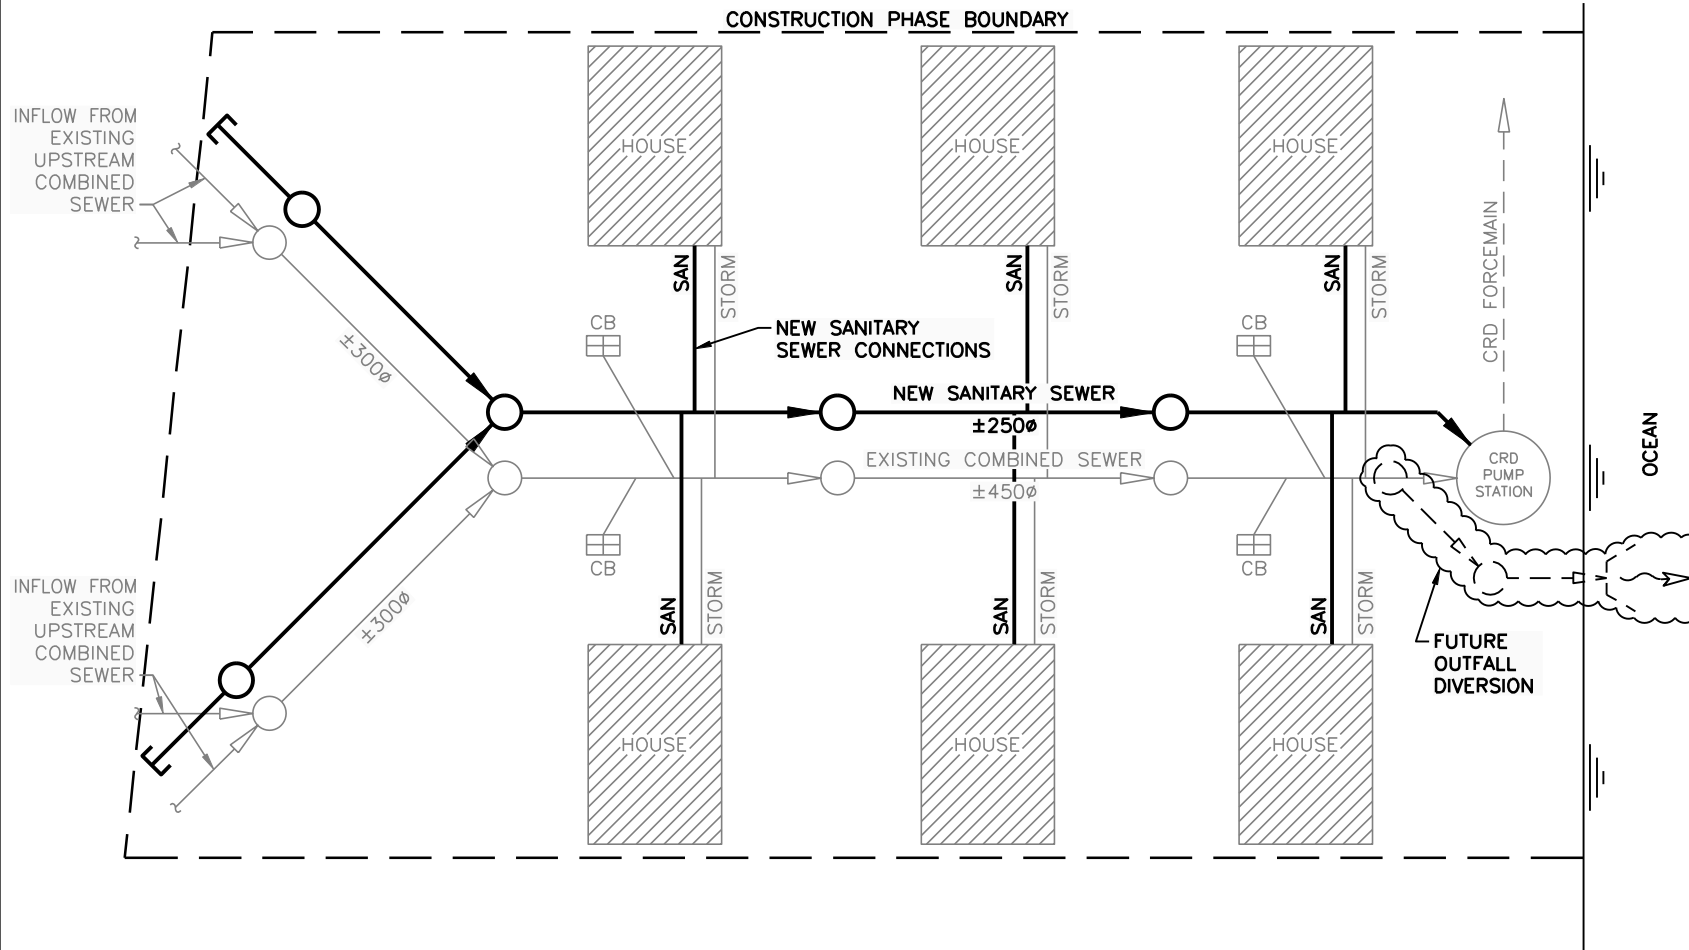 CONSTRUCTION PHASE BOUNDARY
INFLOW FROM
EXISTING
UPSTREAM
COMBINED
SEWER
HOUSE
HOUSE
HOUSE
SAN
STORM
SAN
STORM
SAN
STORM
CRD FORCEMAIN
CB
CB
NEW SANITARY
SEWER CONNECTIONS
±300ø
NEW SANITARY SEWER
±250ø
EXISTING COMBINED SEWER
±450ø
CRD
PUMP
STATION
OCEAN
CB
CB
INFLOW FROM
EXISTING
UPSTREAM
COMBINED
SEWER
±300ø
SAN
STORM
SAN
STORM
SAN
STORM
FUTURE
OUTFALL
DIVERSION
HOUSE
HOUSE
HOUSE